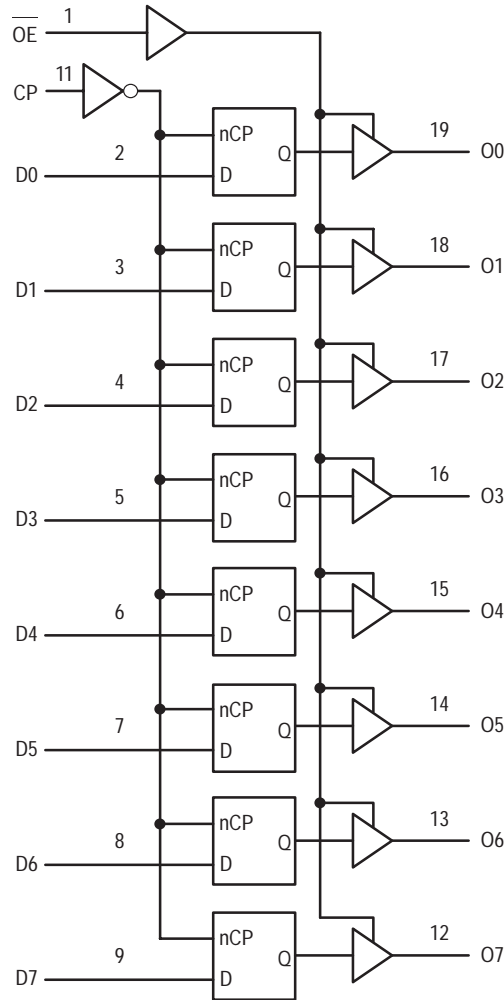 1
O̅E̅
11
CP
nCP
19
2
Q
O0
D0
D
nCP
18
3
Q
O1
D1
D
nCP
17
4
Q
O2
D2
D
nCP
16
5
Q
O3
D3
D
nCP
15
6
Q
O4
D4
D
nCP
14
7
Q
O5
D5
D
nCP
13
8
Q
O6
D6
D
nCP
12
9
Q
O7
D7
D